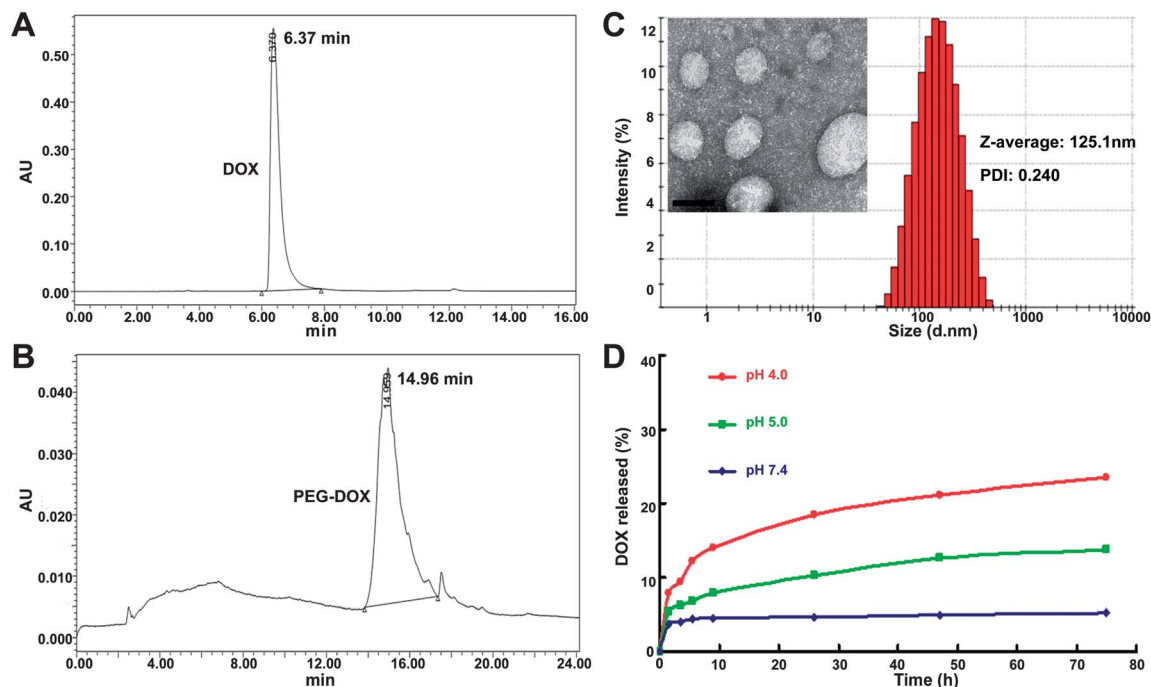 A
6.37 min
6.370
DOX
AU
0.50
0.40
0.30
0.20
0.10
0.00
0.00 2.00 4.00 6.00 8.00 10.00 12.00 14.00 16.00
min
B
14.96 min
14.959
PEG-DOX
AU
0.040
0.030
0.020
0.010
0.000
0.00 4.00 8.00 12.00 16.00 20.00 24.00
min
C
Intensity (%)
12
10
8
6
4
2
0
Z-average: 125.1nm
PDI: 0.240
1 10 100 1000 10000
Size (d.nm)
D
DOX released (%)
40
30
20
10
0
pH 4.0
pH 5.0
pH 7.4
0 10 20 30 40 50 60 70 80
Time (h)